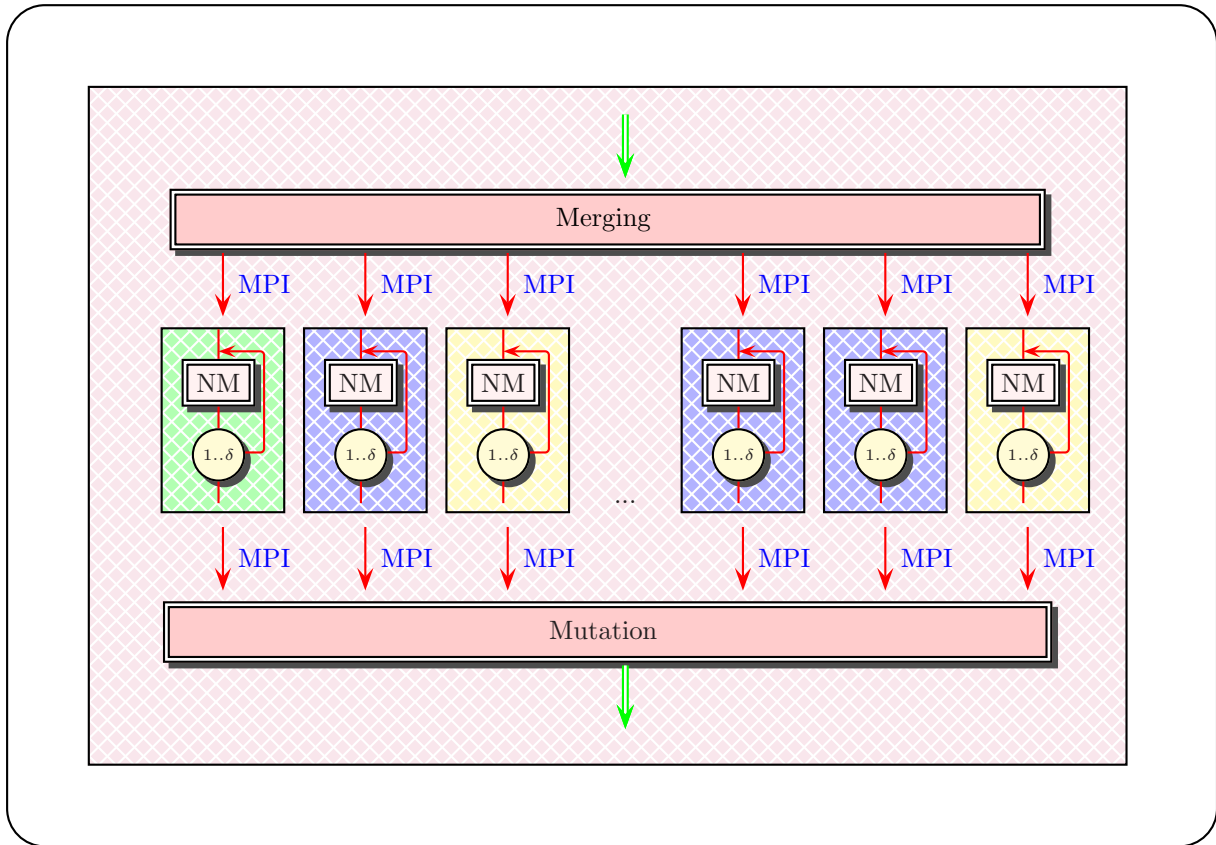 Merging
MPI MPI MPI MPI MPI MPI
NM NM NM NM NM NM
1..δ 1..δ 1..δ 1..δ 1..δ 1..δ
...
MPI MPI MPI MPI MPI MPI
Mutation